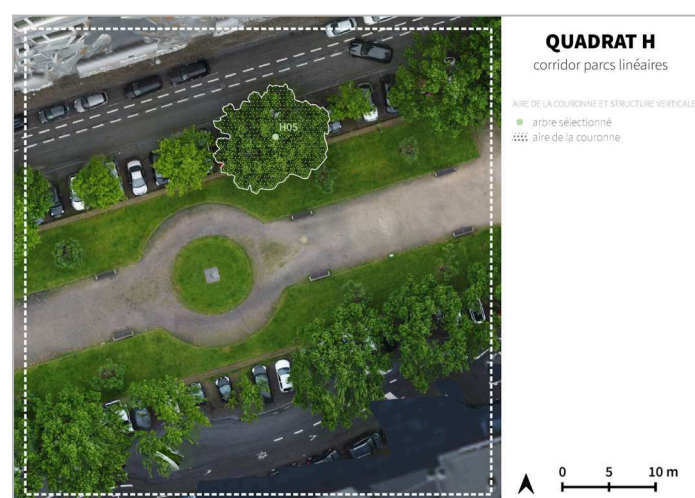 QUADRAT H
corridor parcs linéaires
AIRE DE LA COURONNE ET STRUCTURE VERTICALE
arbre sélectionné
aire de la couronne
H05
0 5 10 m